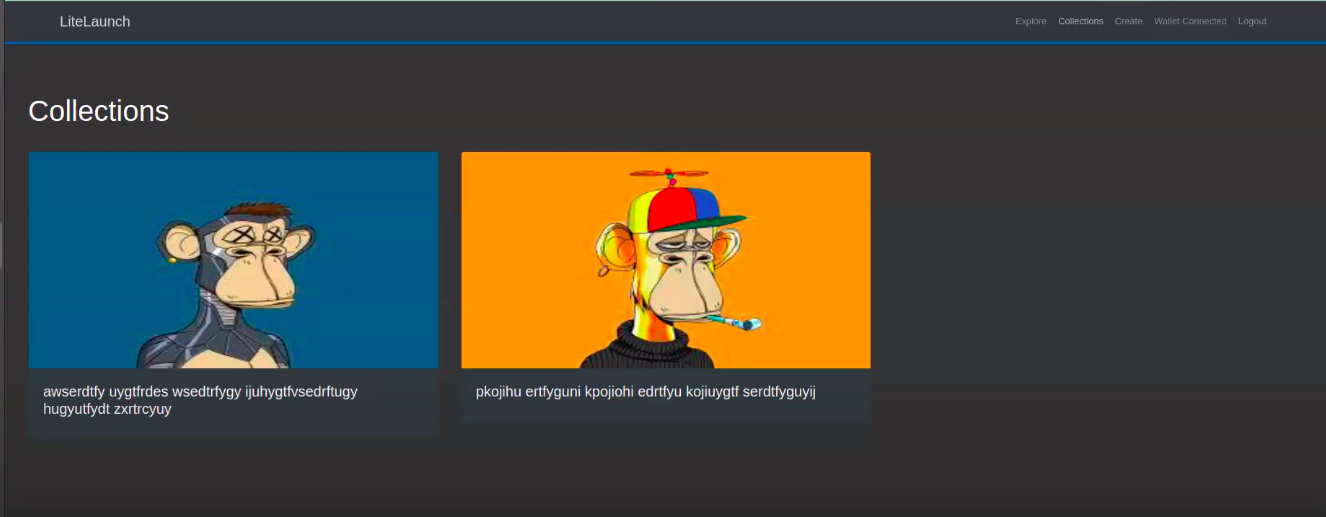 LiteLaunch
Explore Collections Create Wallet Connected Logout
Collections
awserdtfy uygtfrdes wsedtrfygy ijuhygtfvsedrftugy
hugyutfydt zxrtrcyuy
pkojihu ertfyguni kpojiohi edrtfyu kojiuygtf serdtfyguyij